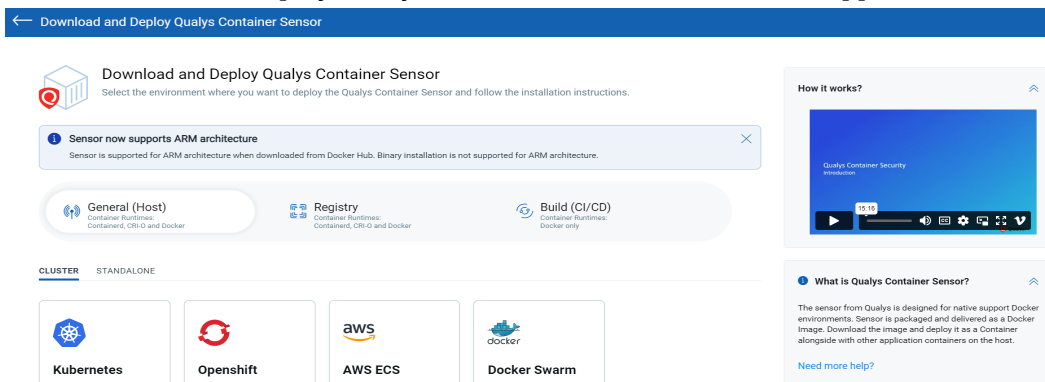 ← Download and Deploy Qualys Container Sensor
Download and Deploy Qualys Container Sensor
Select the environment where you want to deploy the Qualys Container Sensor and follow the installation instructions.
Sensor now supports ARM architecture
Sensor is supported for ARM architecture when downloaded from Docker Hub. Binary installation is not supported for ARM architecture.
General (Host)
Container Runtimes:
Containerd, CRI-O and Docker
Registry
Container Runtimes:
Containerd, CRI-O and Docker
Build (CI/CD)
Container Runtimes:
Docker only
CLUSTER STANDALONE
Kubernetes
Openshift
aws
AWS ECS
docker
Docker Swarm
How it works?
Qualys Container Security
Introduction
15:16
CC
What is Qualys Container Sensor?
The sensor from Qualys is designed for native support Docker
environments. Sensor is packaged and delivered as a Docker
Image. Download the image and deploy it as a Container
alongside with other application containers on the host.
Need more help?